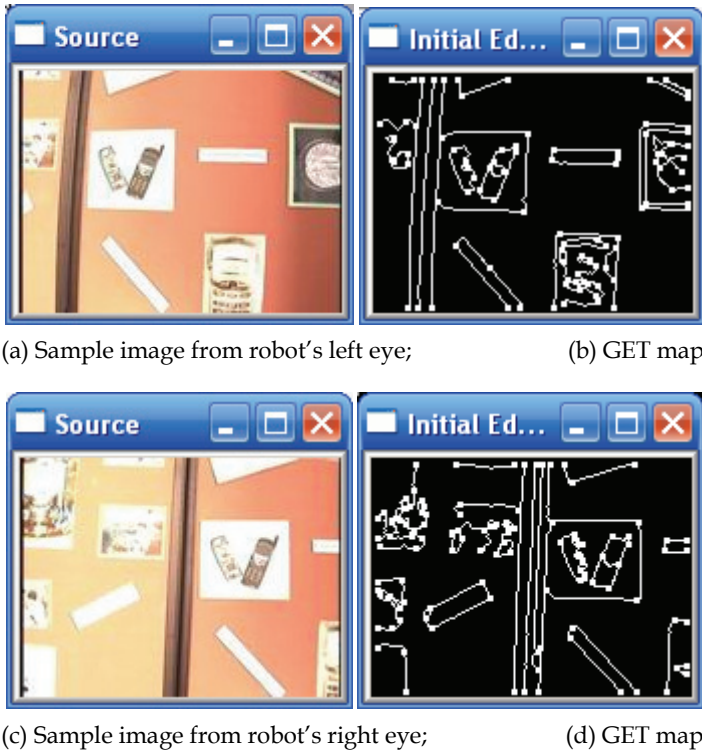 Source
Initial Ed...
(a) Sample image from robot's left eye;
(b) GET map
Source
Initial Ed...
(c) Sample image from robot's right eye;
(d) GET map